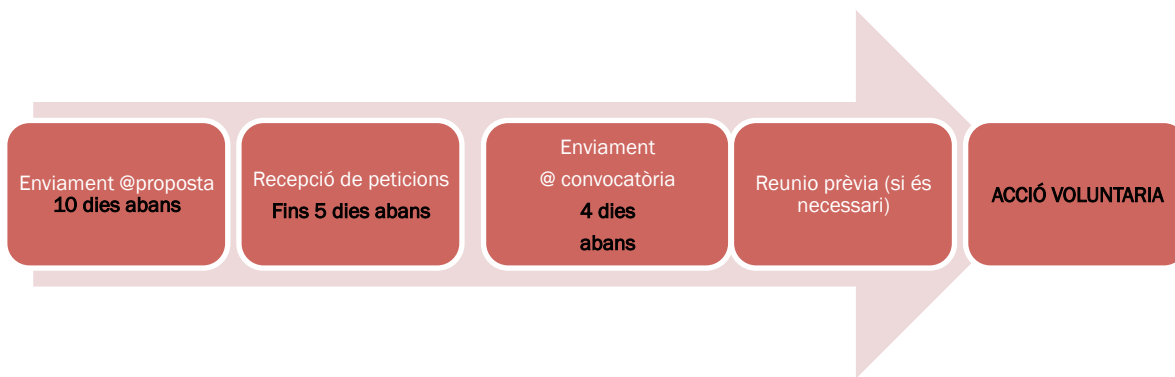 Enviament @proposta
10 dies abans
Recepció de peticions
Fins 5 dies abans
Enviament
@ convocatòria
4 dies
abans
Reunio prèvia (si és
necessari)
ACCIÓ VOLUNTARIA